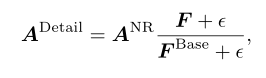 A^Detail = A^NR (F + ϵ) / (F^Base + ϵ),